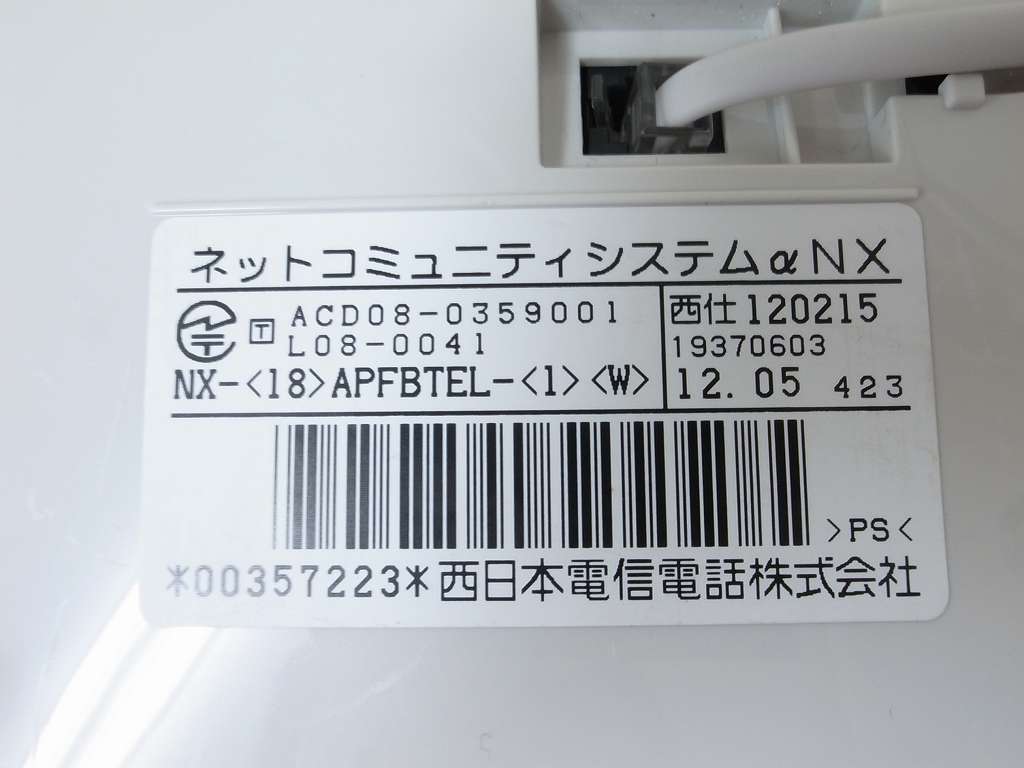 ネットコミュニティシステムαNX
T ACD08-0359001
L08-0041
NX-<18>APFBTEL-<1><W>
西仕120215
19370603
12.05 423
>PS<
*00357223*西日本電信電話株式会社